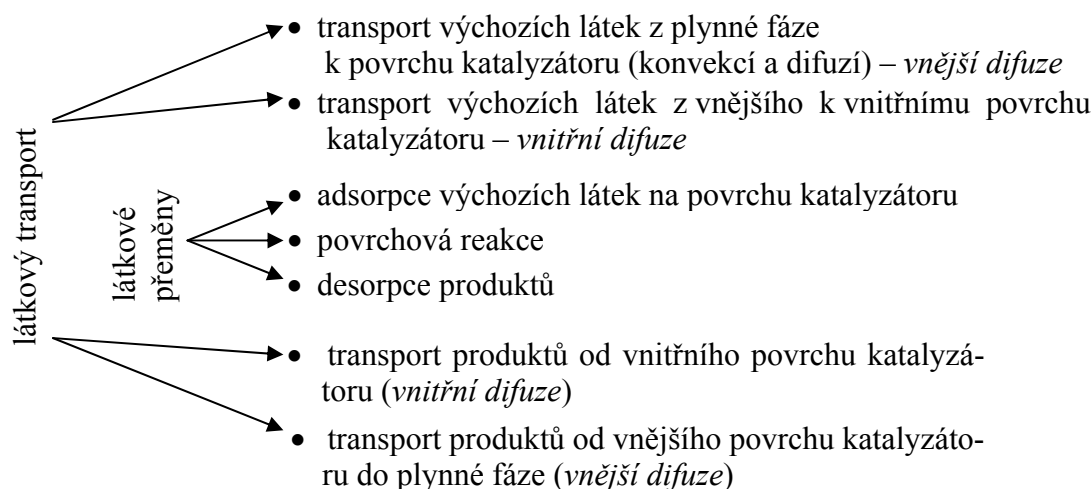 • transport výchozích látek z plynné fáze
k povrchu katalyzátoru (konvekcí a difuzí) – vnější difuze
• transport výchozích látek z vnějšího k vnitřnímu povrchu
katalyzátoru – vnitřní difuze
látkový transport
látkové
přeměny
• adsorpce výchozích látek na povrchu katalyzátoru
• povrchová reakce
• desorpce produktů
• transport produktů od vnitřního povrchu katalyzá-
toru (vnitřní difuze)
• transport produktů od vnějšího povrchu katalyzáto-
ru do plynné fáze (vnější difuze)